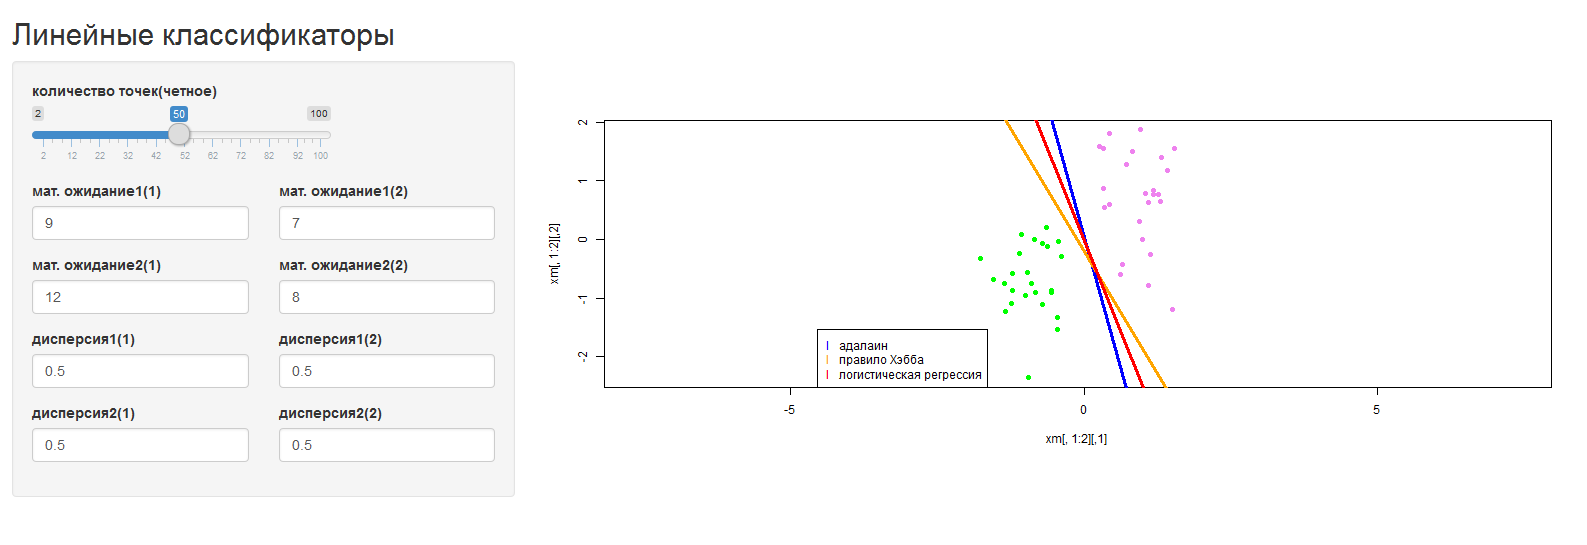 Линейные классификаторы
количество точек(четное)
2 50 100
2 12 22 32 42 52 62 72 82 92 100
мат. ожидание1(1) мат. ожидание1(2)
9 7
мат. ожидание2(1) мат. ожидание2(2)
12 8
дисперсия1(1) дисперсия1(2)
0.5 0.5
дисперсия2(1) дисперсия2(2)
0.5 0.5
xm[, 1:2][,2]
2
1
0
-1
-2
адалаин
правило Хэбба
логистическая регрессия
-5 0 5
xm[, 1:2][,1]